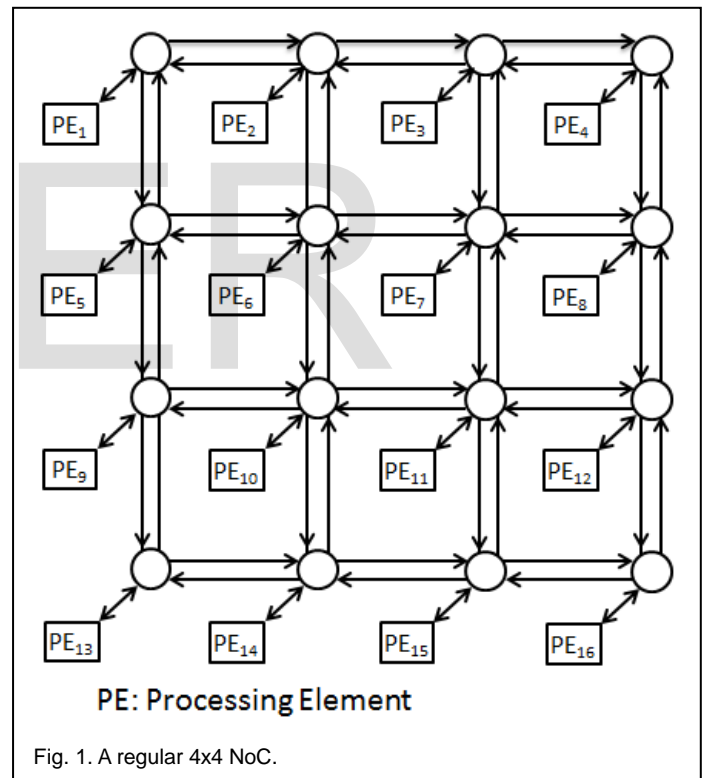 PE₁ PE₂ PE₃ PE₄
PE₅ PE₆ PE₇ PE₈
PE₉ PE₁₀ PE₁₁ PE₁₂
PE₁₃ PE₁₄ PE₁₅ PE₁₆
PE: Processing Element
Fig. 1. A regular 4x4 NoC.
ER